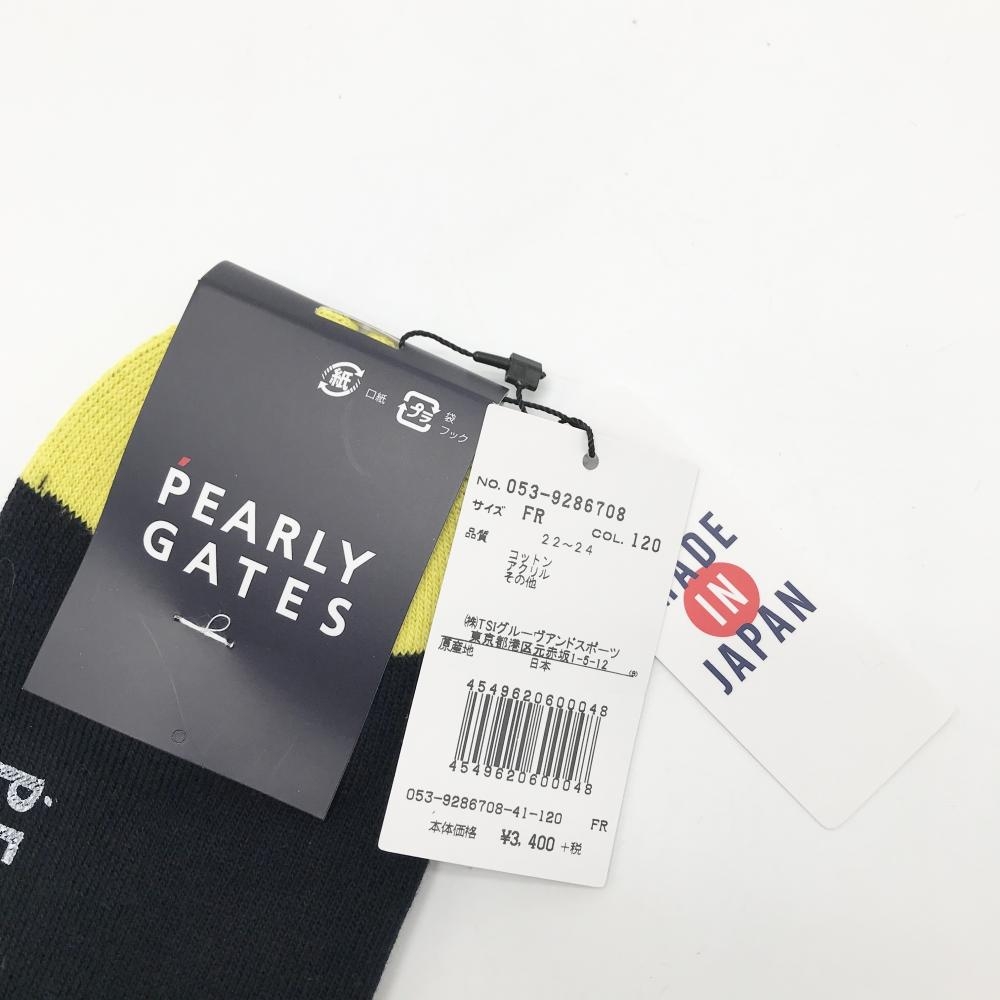 紙
口紙
プラ
袋
フック
PEARLY
GATES
No. 053-9286708
サイズ FR COL. 120
品質 22~24
コットン
アクリル
その他
㈱TSIグルーヴアンドスポーツ
東京都港区元赤坂1-5-12
原産地 日本
4549620600048
4549620600048
053-9286708-41-120 FR
本体価格 ¥3,400 +税
MADE
IN
JAPAN